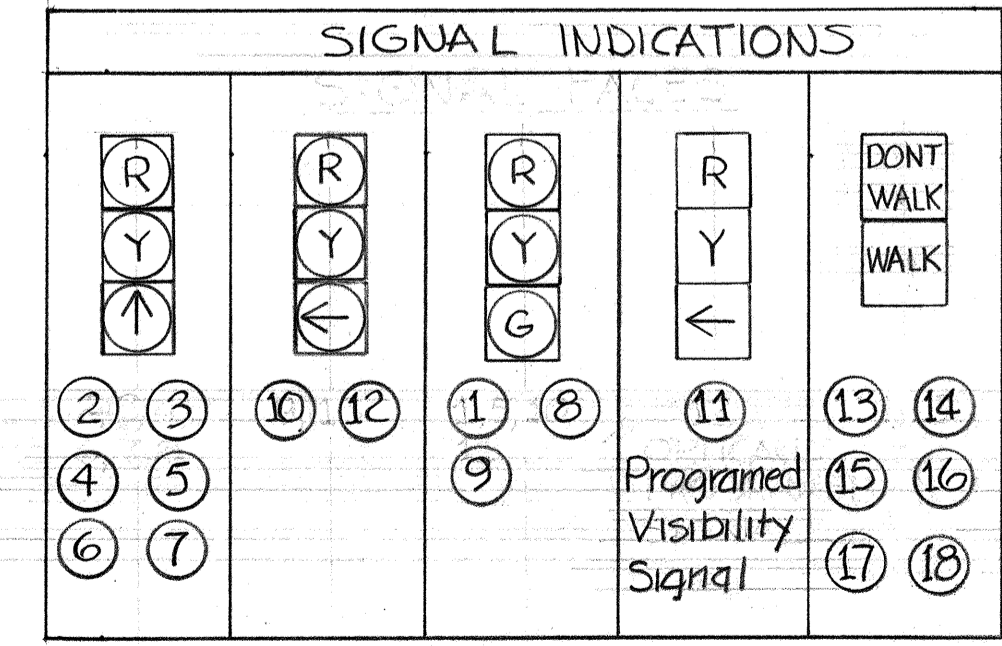 SIGNAL INDICATIONS
R
Y
↑
2 3
4 5
6 7
R
Y
←
10 12
R
Y
G
1 8
9
R
Y
←
11
Programed
Visibility
Signal
DONT
WALK
WALK
13 14
15 16
17 18